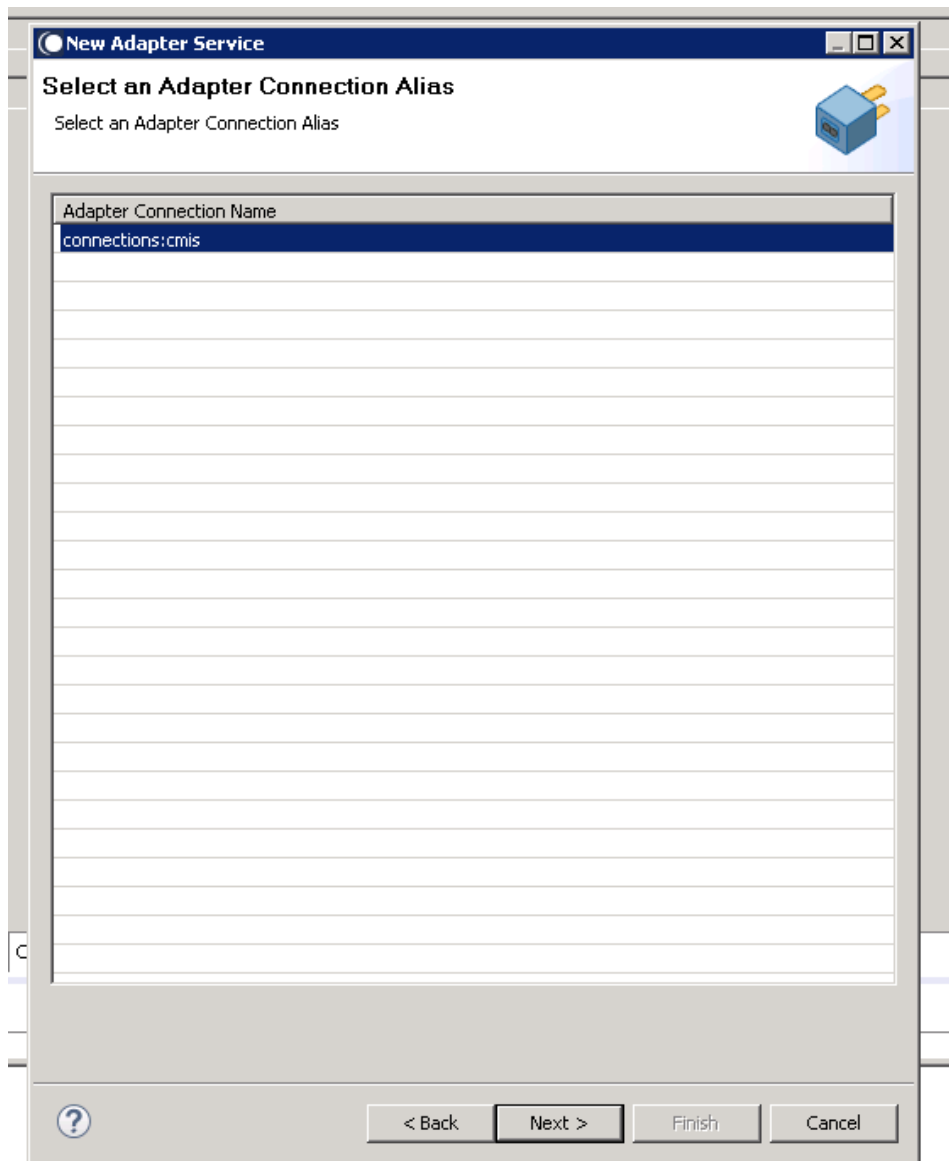 New Adapter Service
Select an Adapter Connection Alias
Select an Adapter Connection Alias
Adapter Connection Name
connections:cmis
C
< Back Next > Finish Cancel